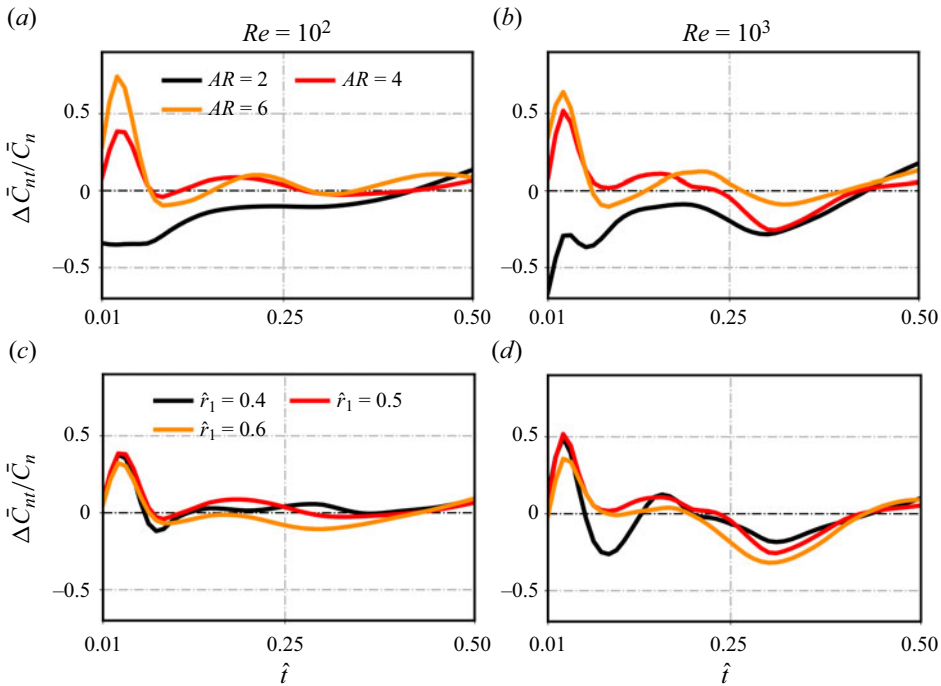 (a) Re = 10² (b) Re = 10³
AR = 2 AR = 4
AR = 6
0.5
0
–0.5
ΔC̄nt/C̄n
0.01 0.25 0.50
0.5
0
–0.5
0.01 0.25 0.50
(c) (d)
r̂₁ = 0.4 r̂₁ = 0.5
r̂₁ = 0.6
0.5
0
–0.5
ΔC̄nt/C̄n
0.01 0.25 0.50
t̂
0.5
0
–0.5
0.01 0.25 0.50
t̂